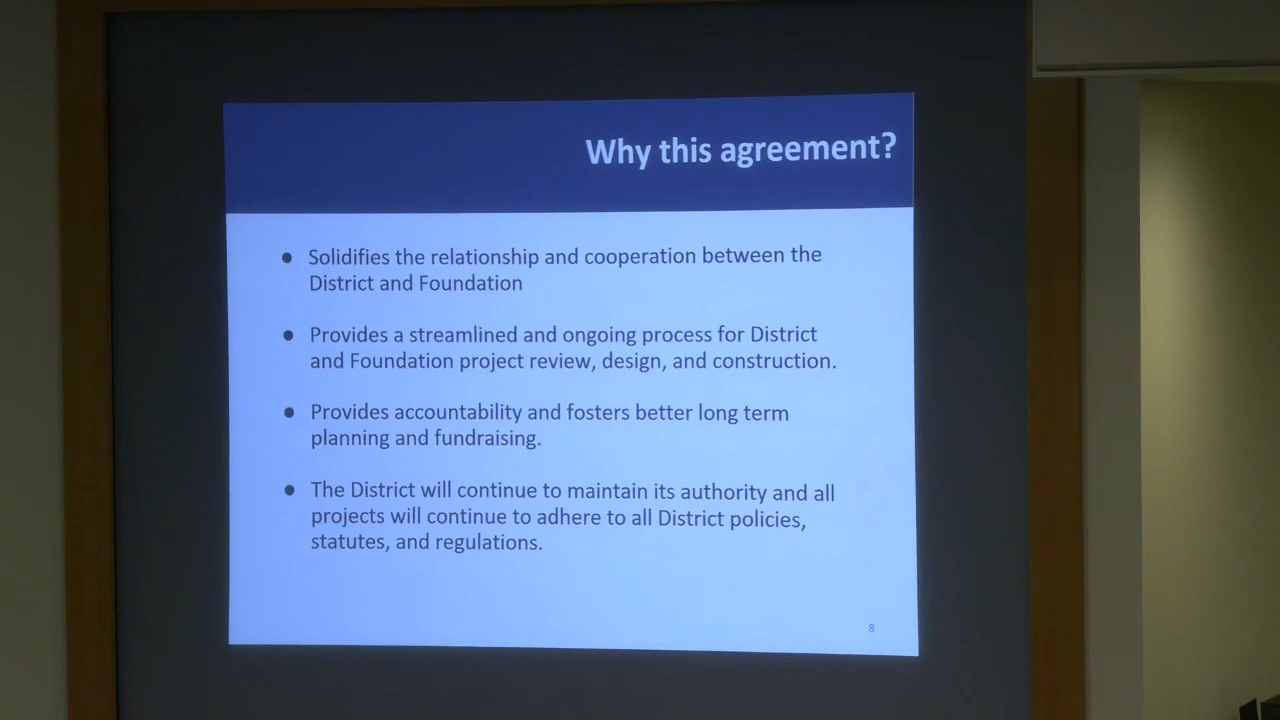 Why this agreement?
● Solidifies the relationship and cooperation between the
District and Foundation
● Provides a streamlined and ongoing process for District
and Foundation project review, design, and construction.
● Provides accountability and fosters better long term
planning and fundraising.
● The District will continue to maintain its authority and all
projects will continue to adhere to all District policies,
statutes, and regulations.
8